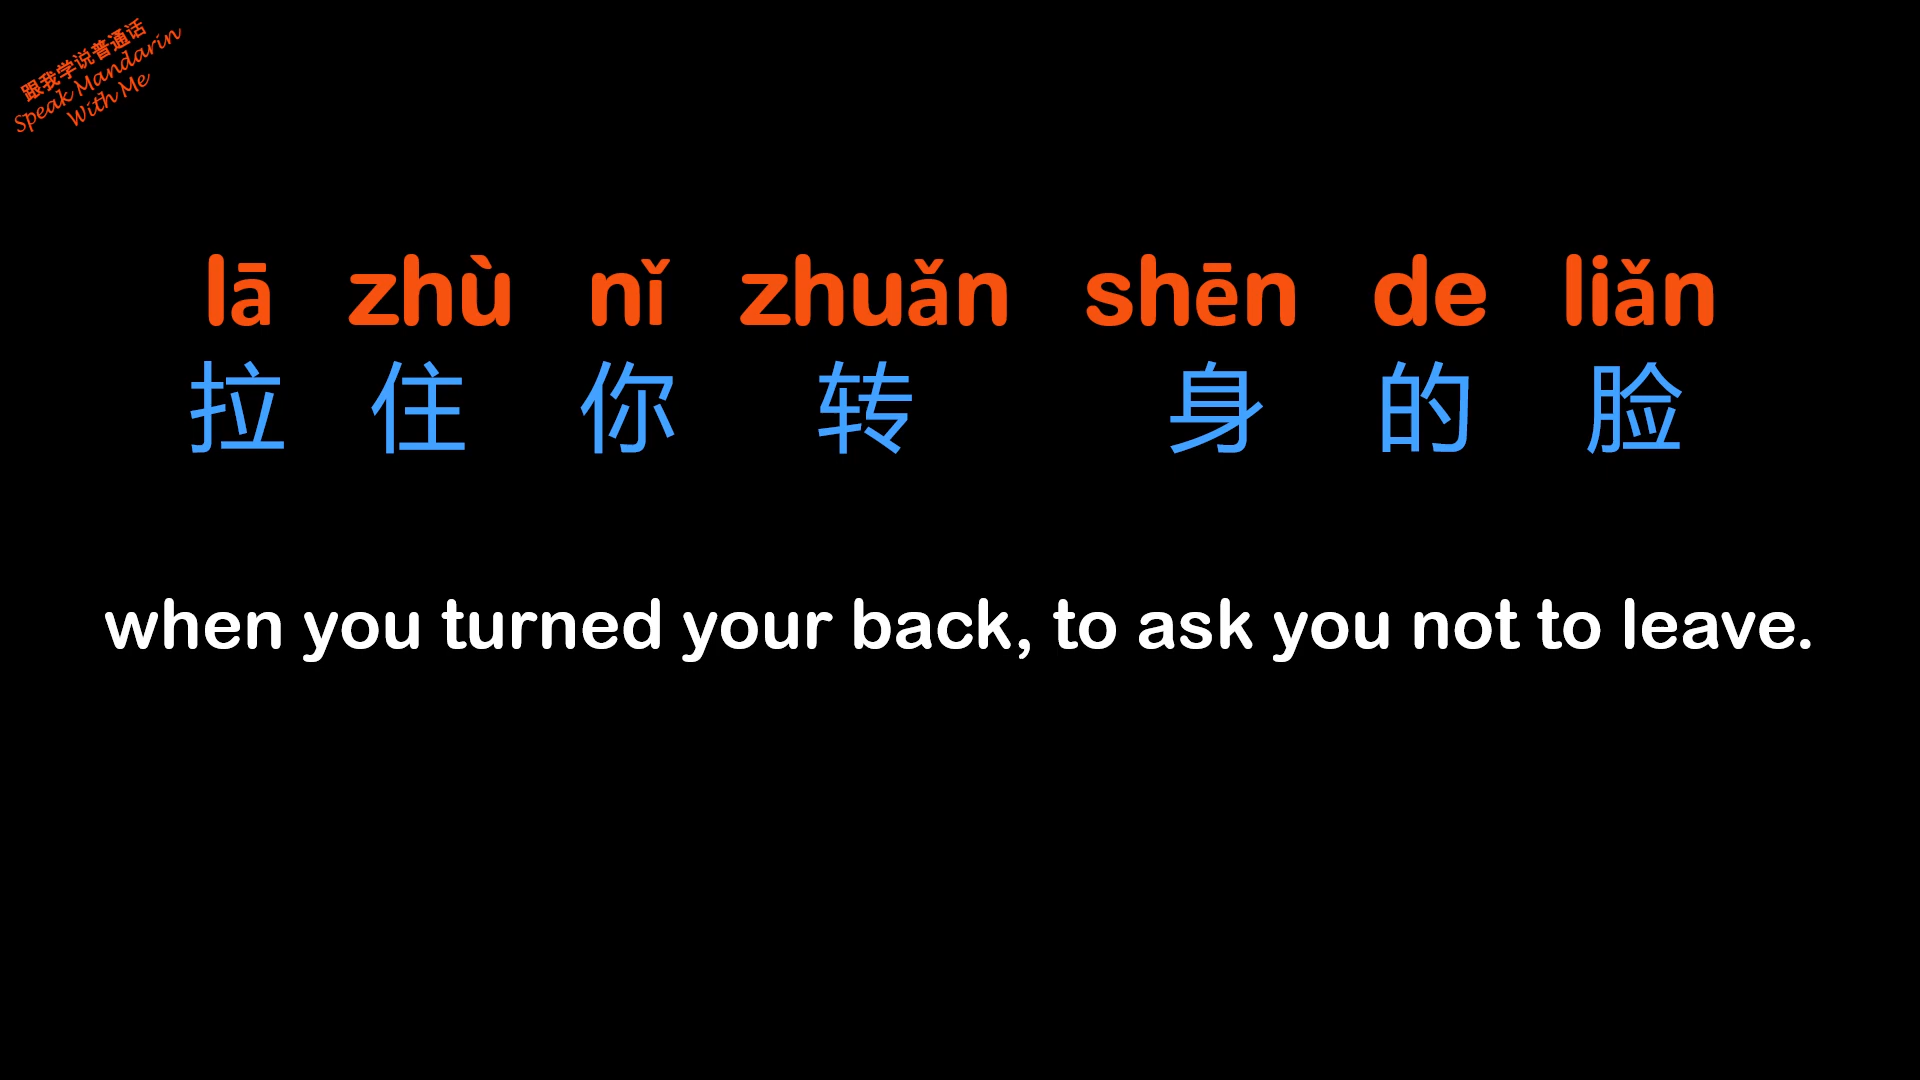 跟我学说普通话
Speak Mandarin
With Me
lā zhù nǐ zhuǎn shēn de liǎn
拉 住 你 转 身 的 脸
when you turned your back, to ask you not to leave.